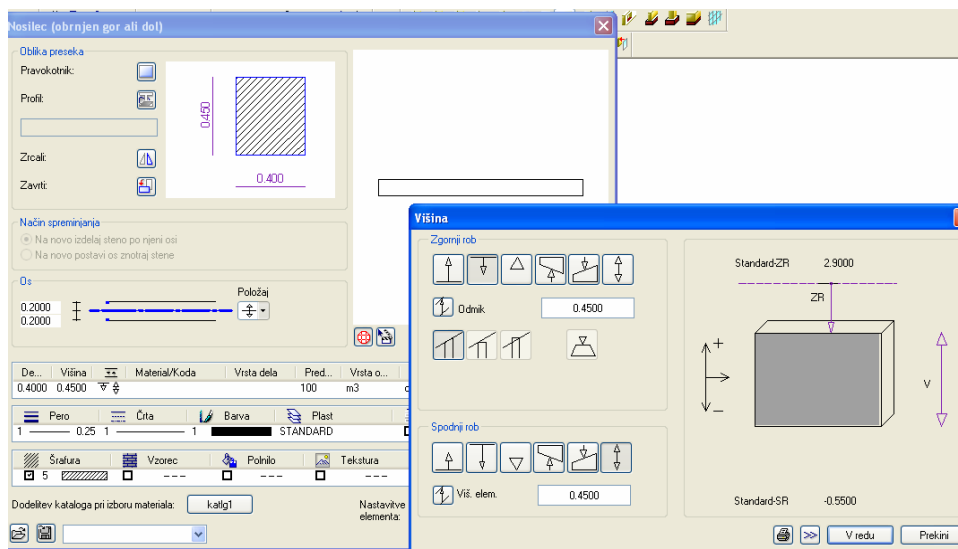 Nosilec (obrnjen gor ali dol)
Oblika preseka
Pravokotnik:
Profil:
Zrcali:
Zavrti:
0.450
0.400
Način spreminjanja
Na novo izdelaj steno po njeni osi
Na novo postavi os znotraj stene
Os
0.2000
0.2000
Položaj
De... Višina Material/Koda Vrsta dela Pred... Vrsta o...
0.4000 0.4500 100 m3
Pero Črta Barva Plast
1 0.25 1 1 STANDARD
Šrafura Vzorec Polnilo Tekstura
5 --- --- ---
Dodelitev kataloga pri izboru materiala: katlg1
Nastavitve
elementa:
Višina
Zgornji rob
Odmik 0.4500
Spodnji rob
Viš. elem. 0.4500
Standard-ZR 2.9000
ZR
V
Standard-SR -0.5500
>> V redu Prekini